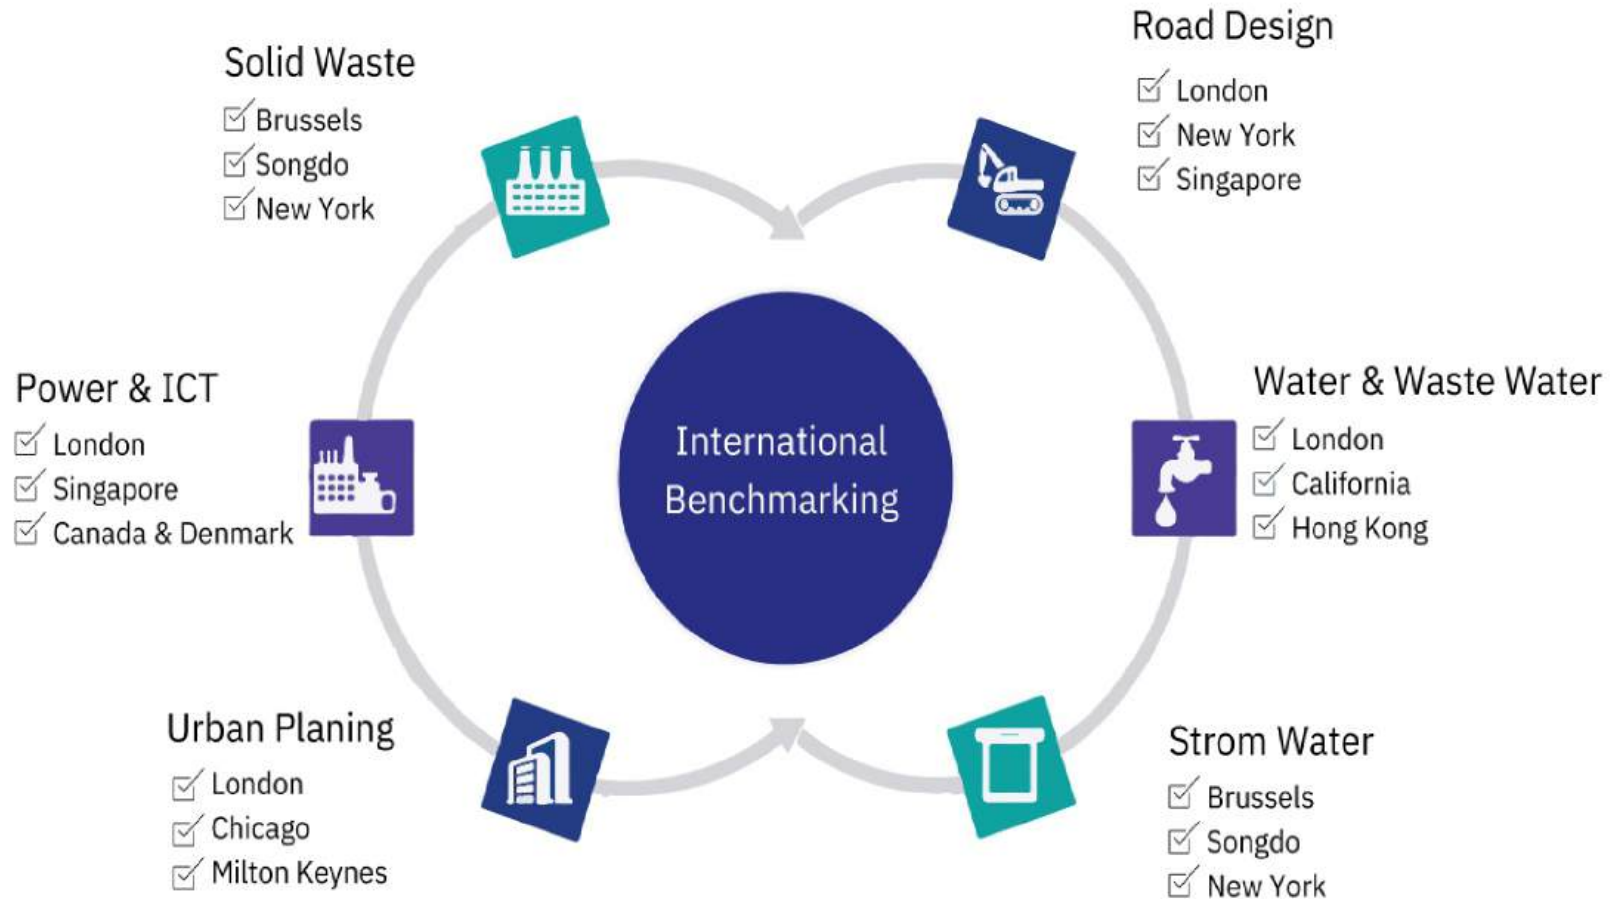 Solid Waste
Brussels
Songdo
New York
Road Design
London
New York
Singapore
Power & ICT
London
Singapore
Canada & Denmark
International
Benchmarking
Water & Waste Water
London
California
Hong Kong
Urban Planing
London
Chicago
Milton Keynes
Strom Water
Brussels
Songdo
New York